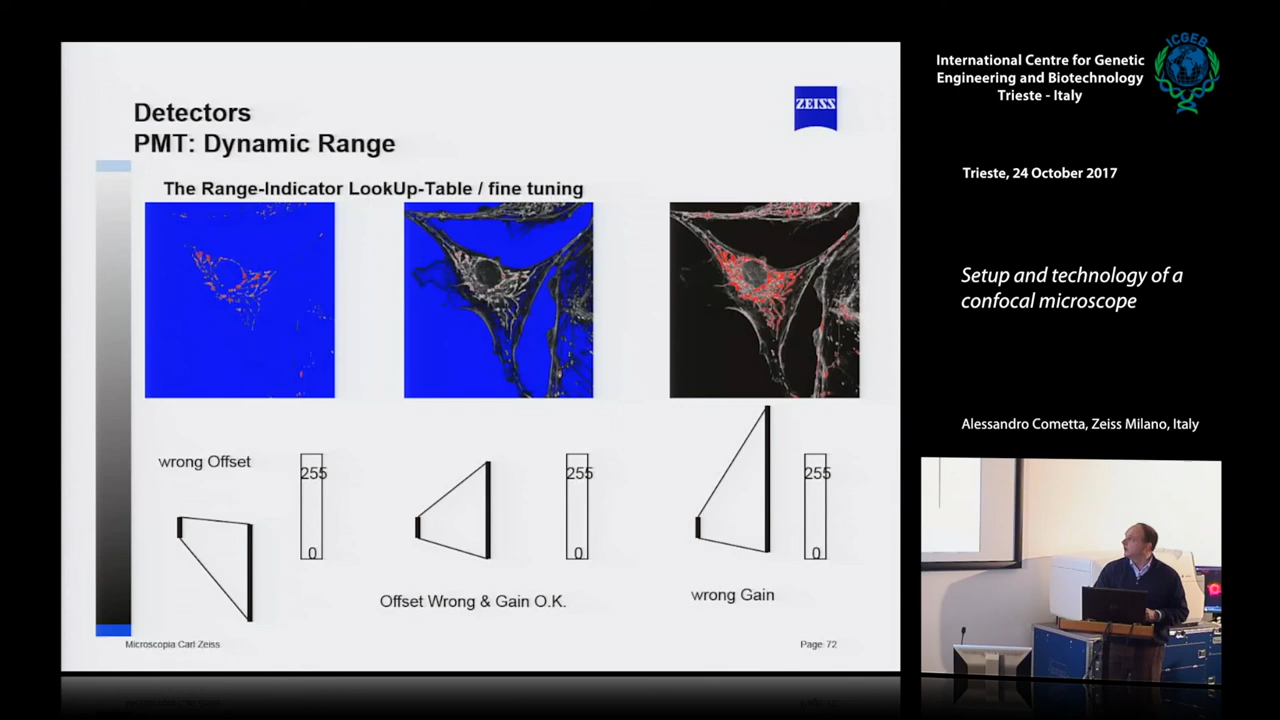 Detectors
PMT: Dynamic Range
ZEISS
The Range-Indicator LookUp-Table / fine tuning
wrong Offset
255
0
255
0
Offset Wrong & Gain O.K.
255
0
wrong Gain
Microscopia Carl Zeiss
Page: 72
International Centre for Genetic
Engineering and Biotechnology
Trieste - Italy
ICGEB
Trieste, 24 October 2017
Setup and technology of a
confocal microscope
Alessandro Cometta, Zeiss Milano, Italy